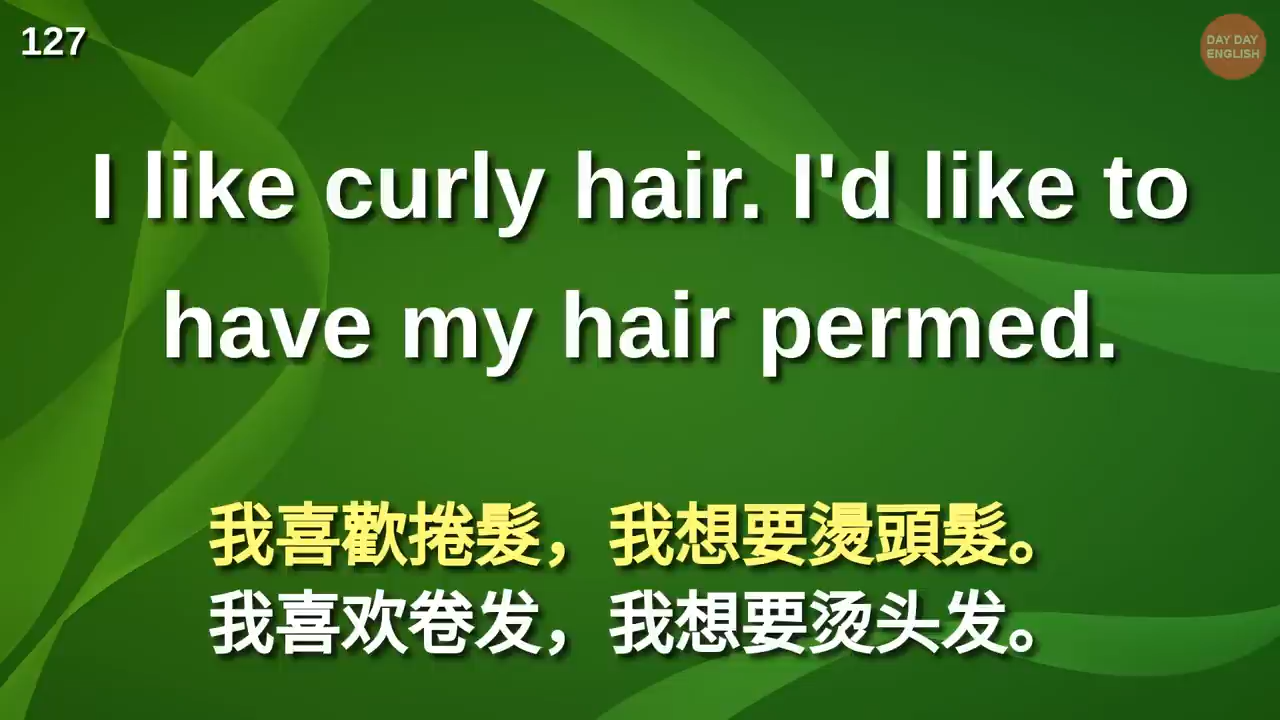 127
DAY DAY
ENGLISH
I like curly hair. I'd like to
have my hair permed.
我喜歡捲髮，我想要燙頭髮。
我喜欢卷发，我想要烫头发。